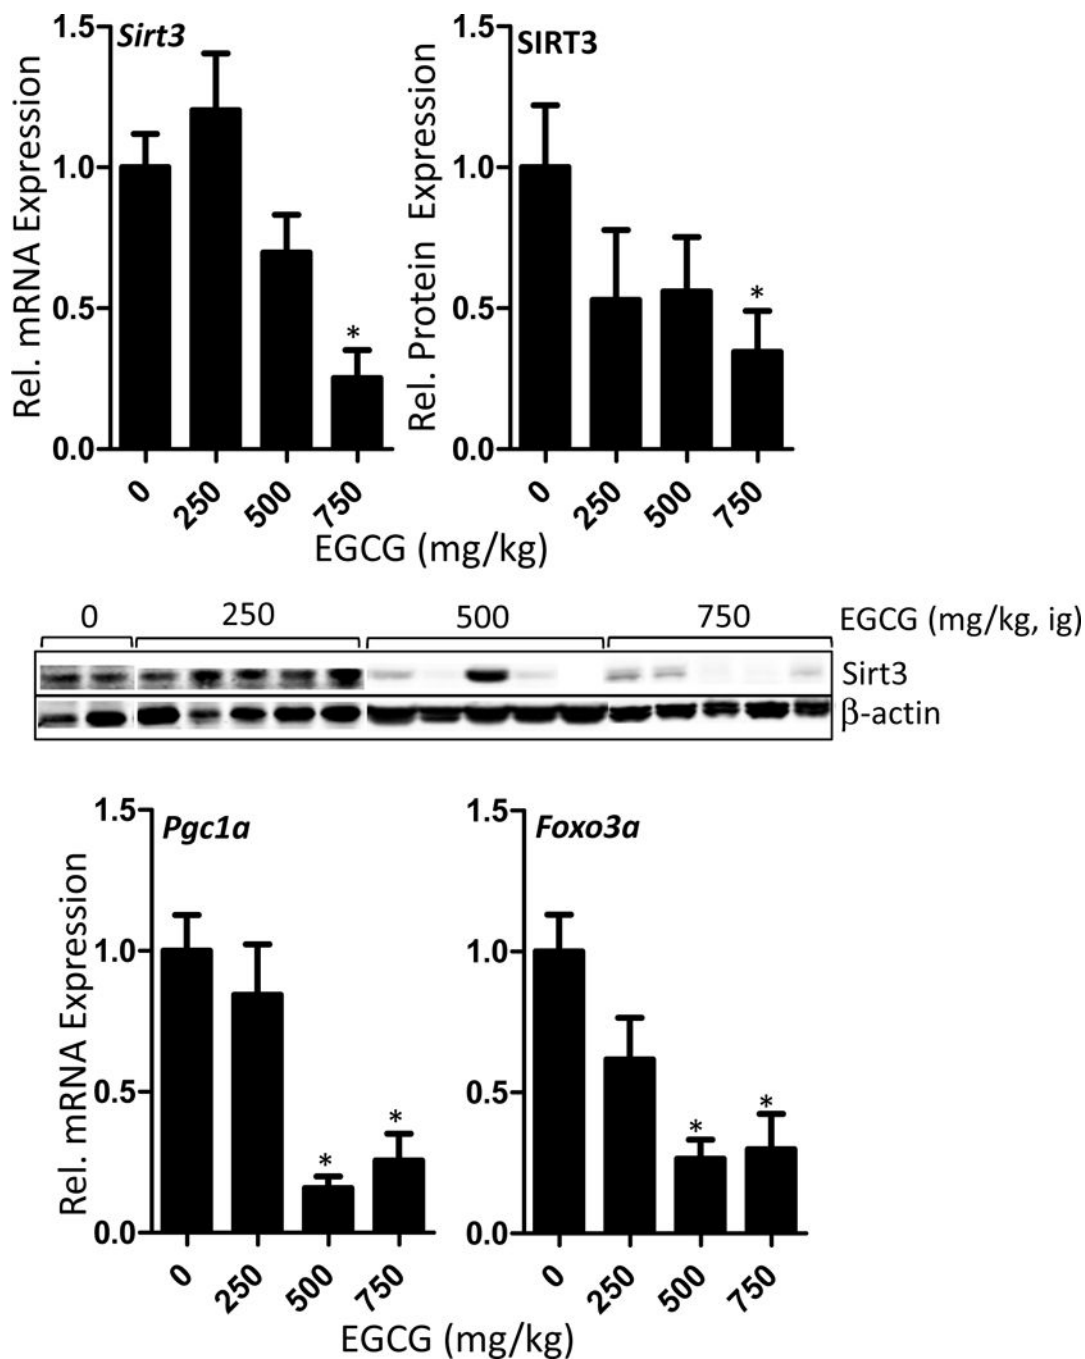 Sirt3
Rel. mRNA Expression
1.5
1.0
0.5
0.0
0 250 500 750
SIRT3
Rel. Protein Expression
1.5
1.0
0.5
0.0
0 250 500 750
EGCG (mg/kg)
*
*
0 250 500 750 EGCG (mg/kg, ig)
Sirt3
β-actin
Pgc1a
Rel. mRNA Expression
1.5
1.0
0.5
0.0
* *
0 250 500 750
Foxo3a
1.5
1.0
0.5
0.0
* *
0 250 500 750
EGCG (mg/kg)